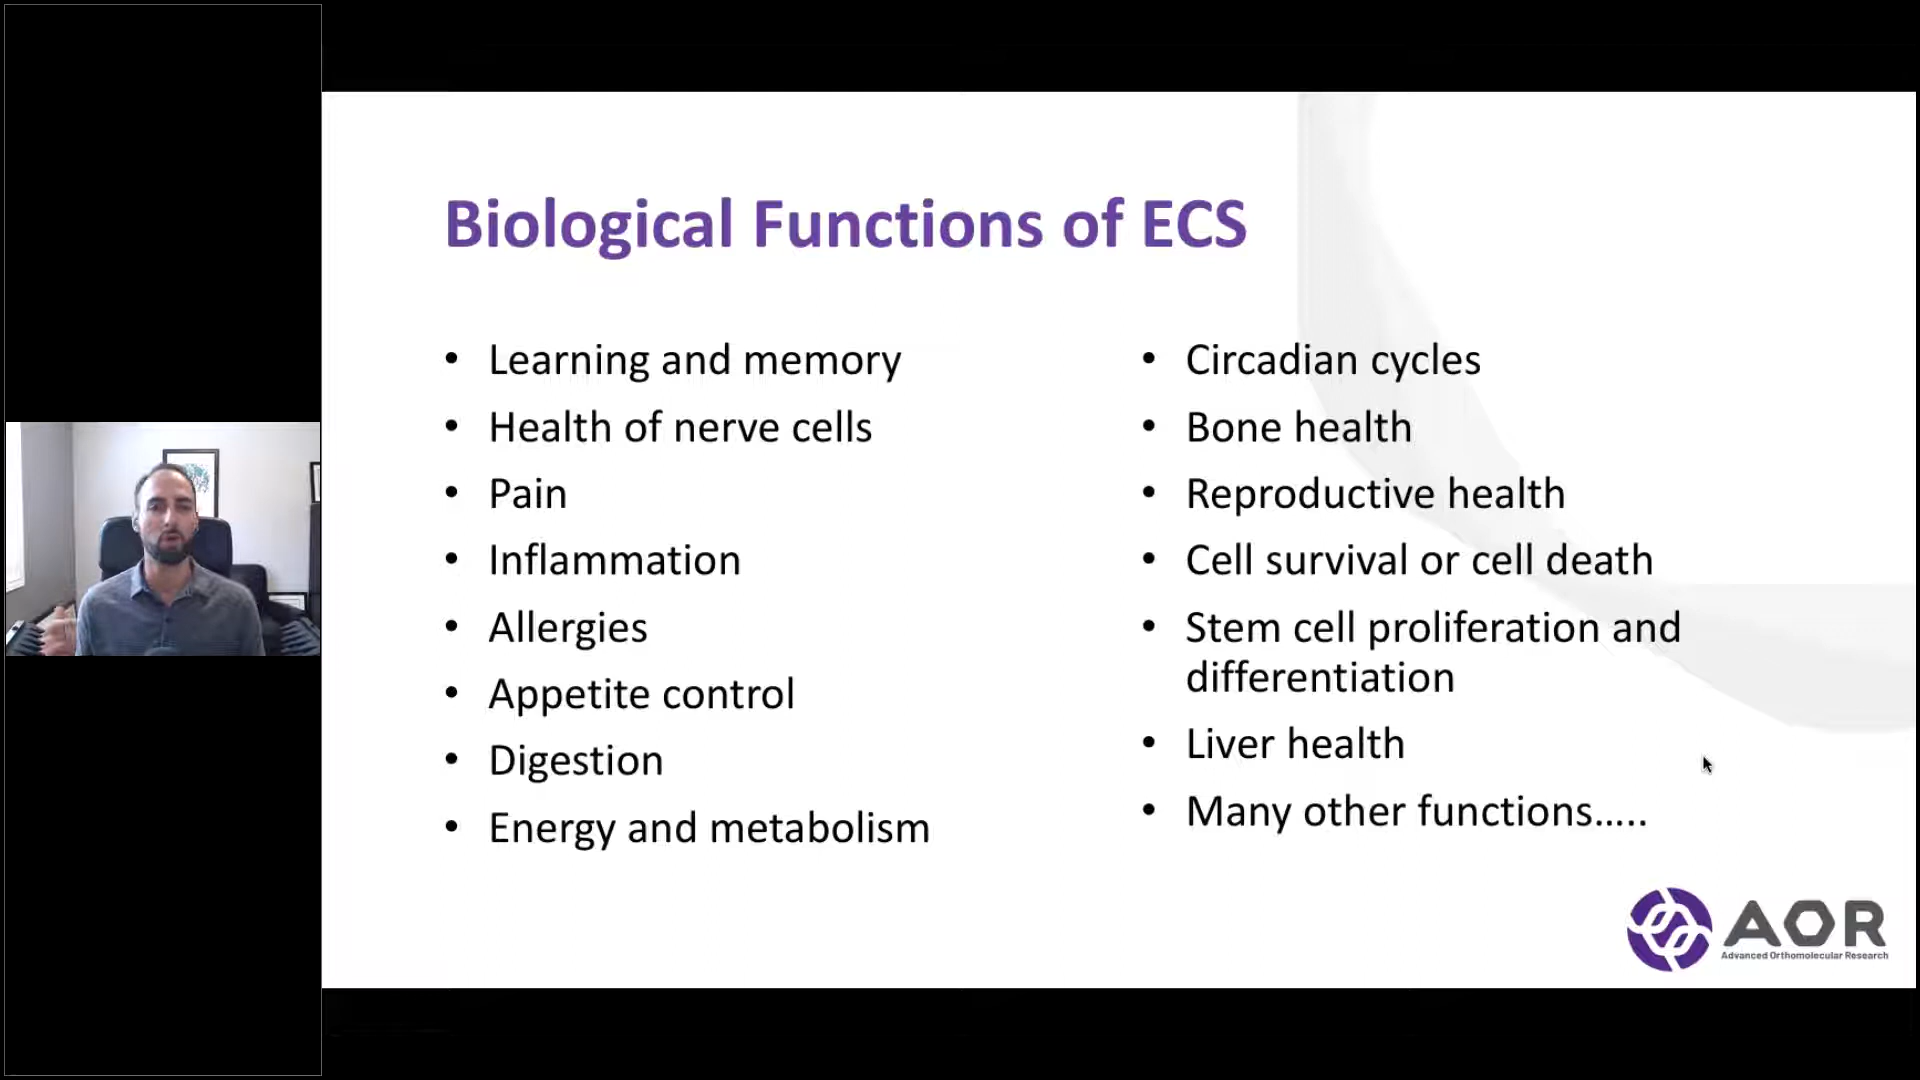 Biological Functions of ECS
• Learning and memory
• Health of nerve cells
• Pain
• Inflammation
• Allergies
• Appetite control
• Digestion
• Energy and metabolism
• Circadian cycles
• Bone health
• Reproductive health
• Cell survival or cell death
• Stem cell proliferation and
differentiation
• Liver health
• Many other functions.....
AOR
Advanced Orthomolecular Research